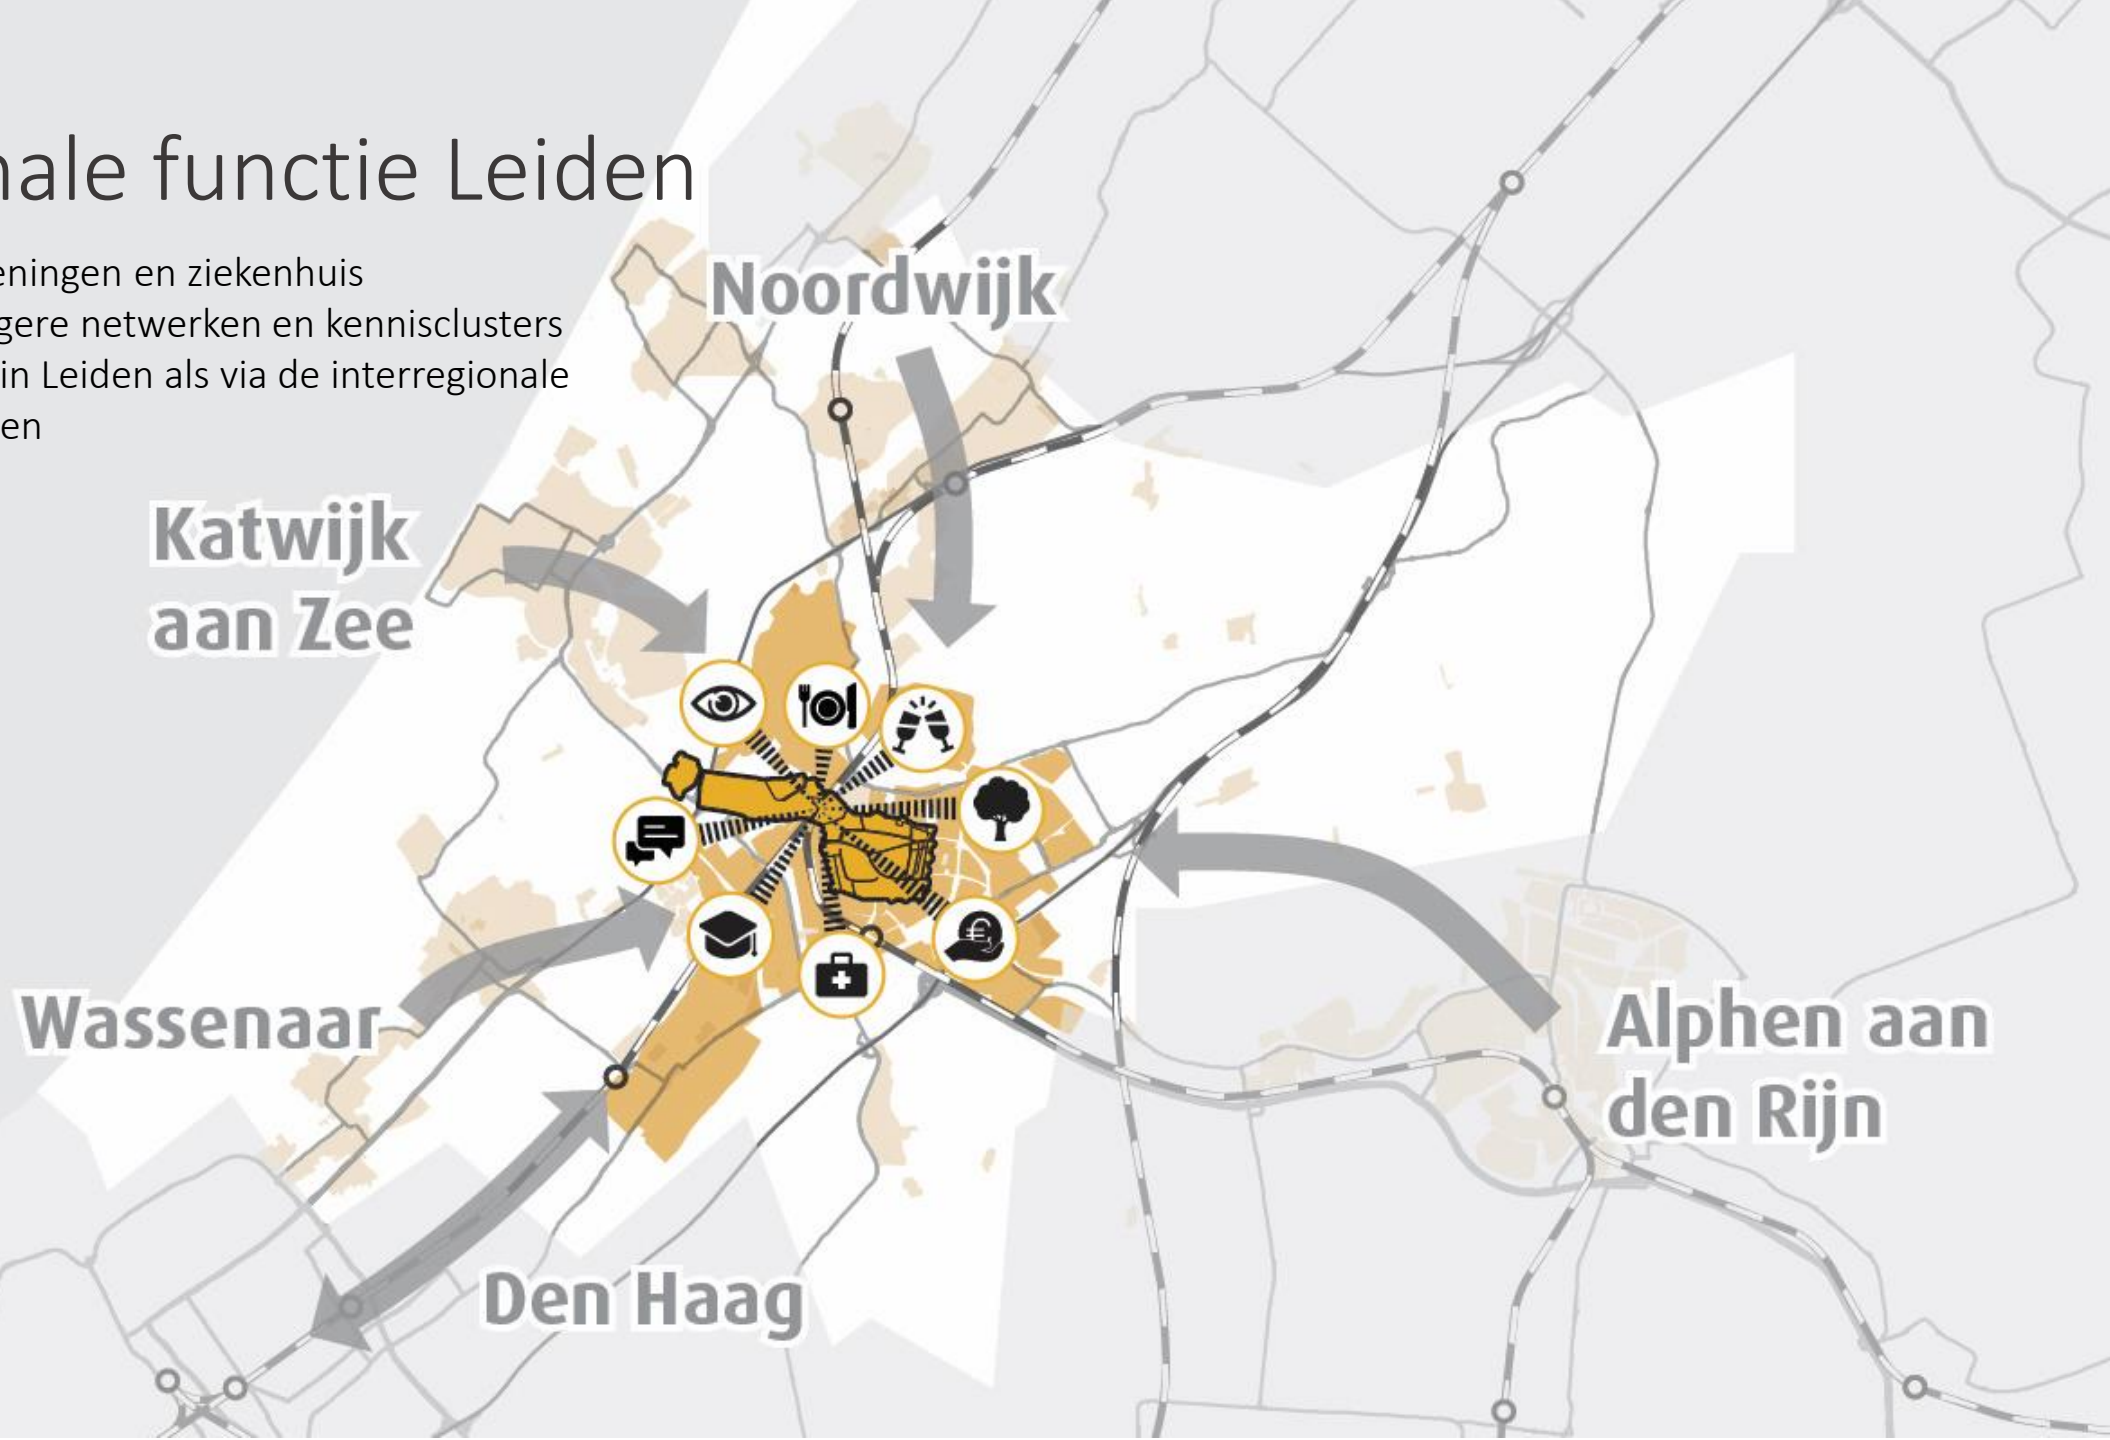 nale functie Leiden
eningen en ziekenhuis
gere netwerken en kennisclusters
in Leiden als via de interregionale
en
Noordwijk
Katwijk
aan Zee
Wassenaar
Alphen aan
den Rijn
Den Haag